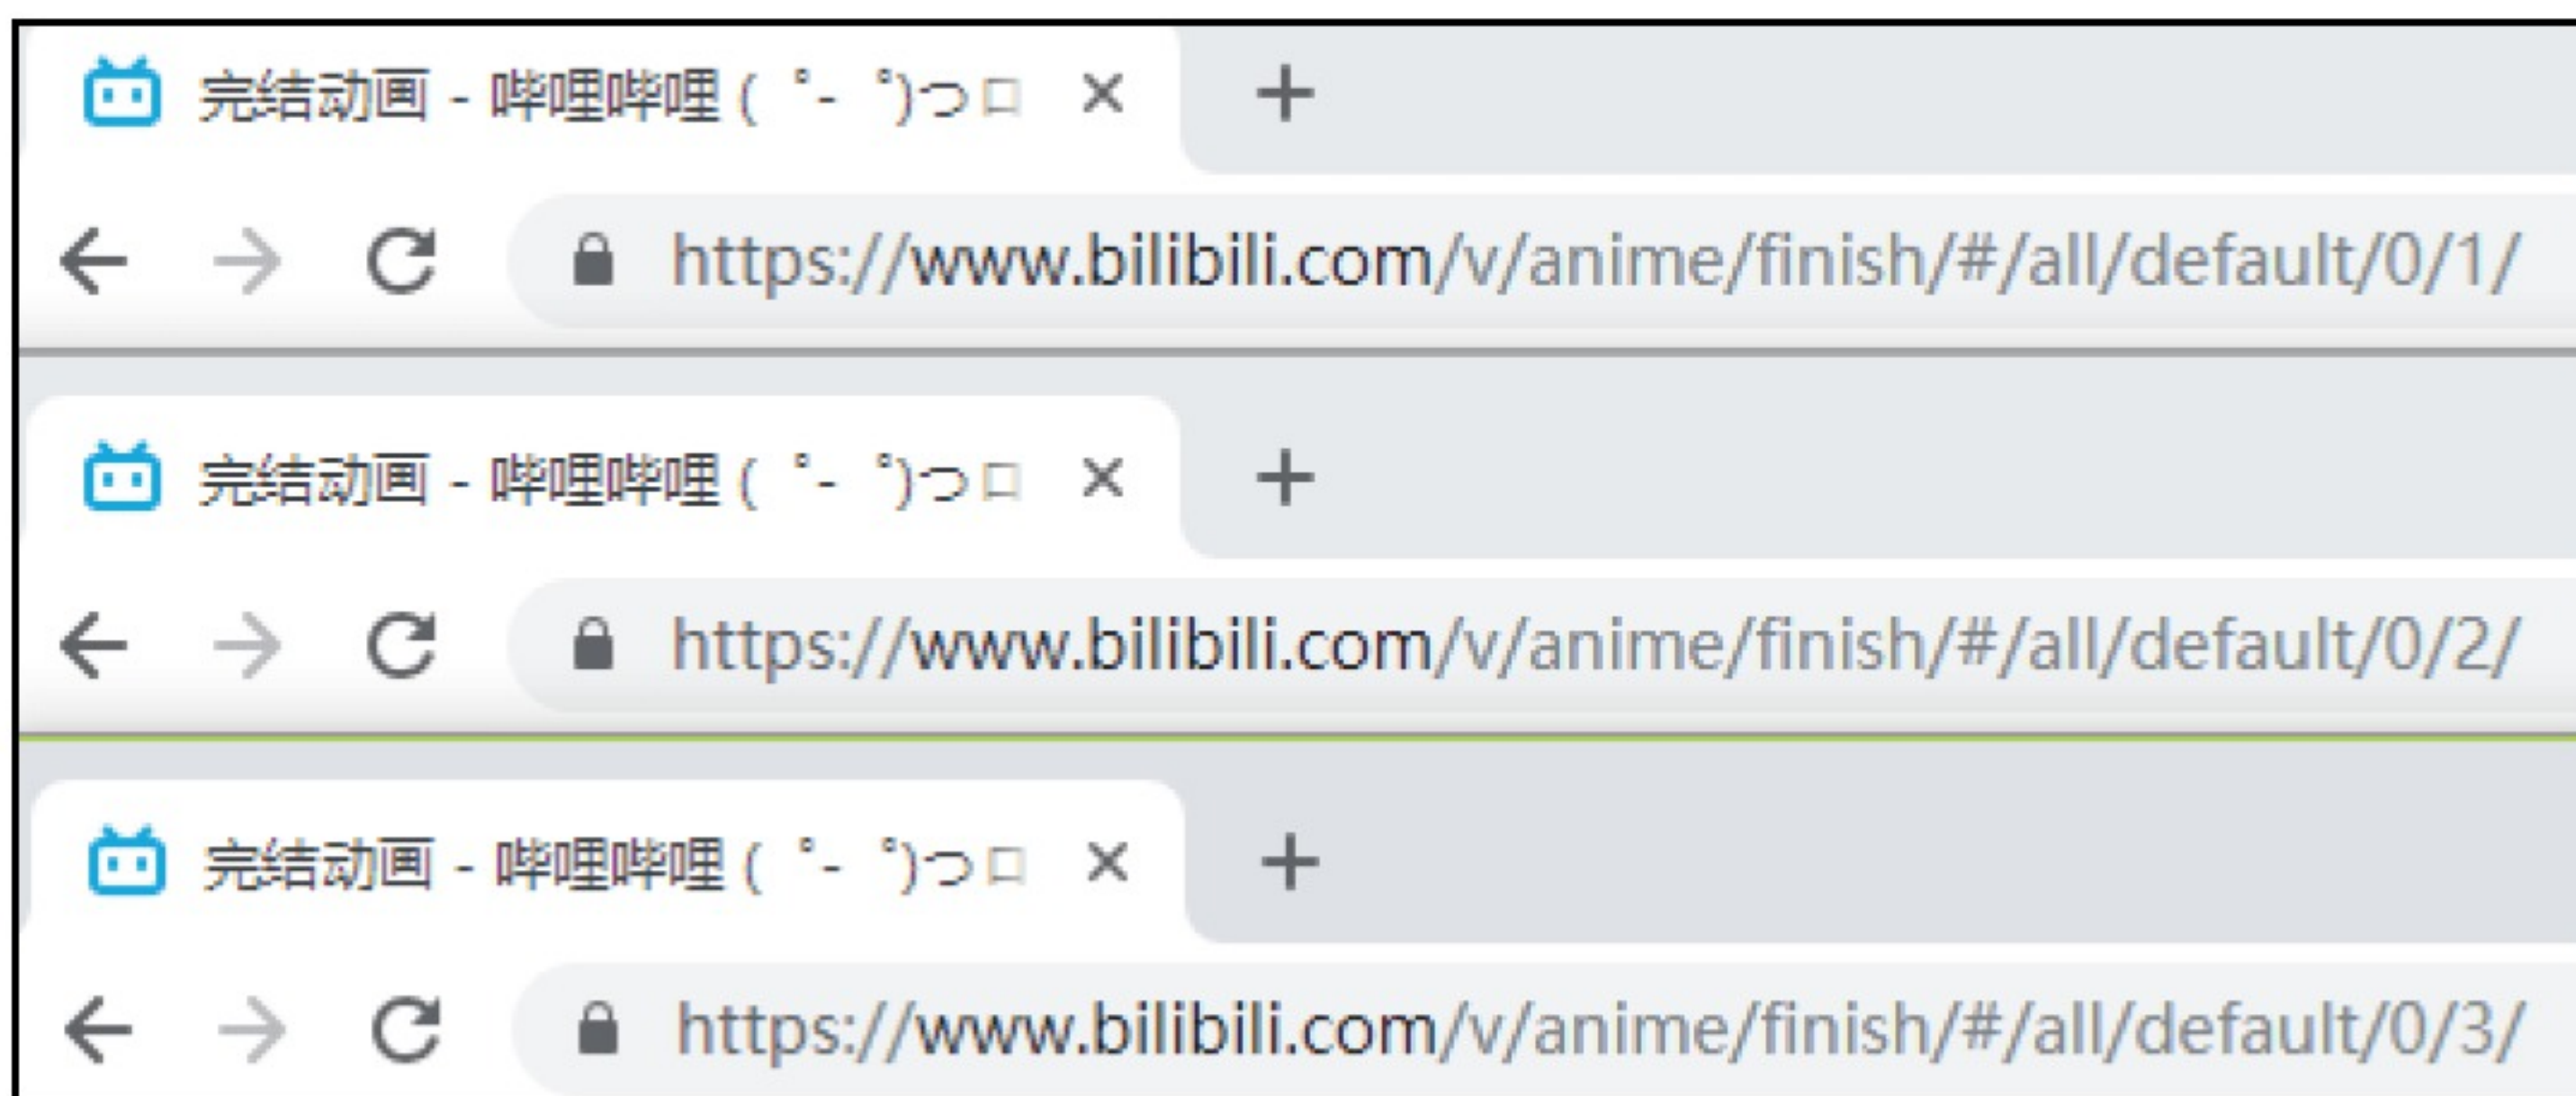 完结动画 - 哔哩哔哩 ( ゜- ゜)つロ
https://www.bilibili.com/v/anime/finish/#/all/default/0/1/
完结动画 - 哔哩哔哩 ( ゜- ゜)つロ
https://www.bilibili.com/v/anime/finish/#/all/default/0/2/
完结动画 - 哔哩哔哩 ( ゜- ゜)つロ
https://www.bilibili.com/v/anime/finish/#/all/default/0/3/